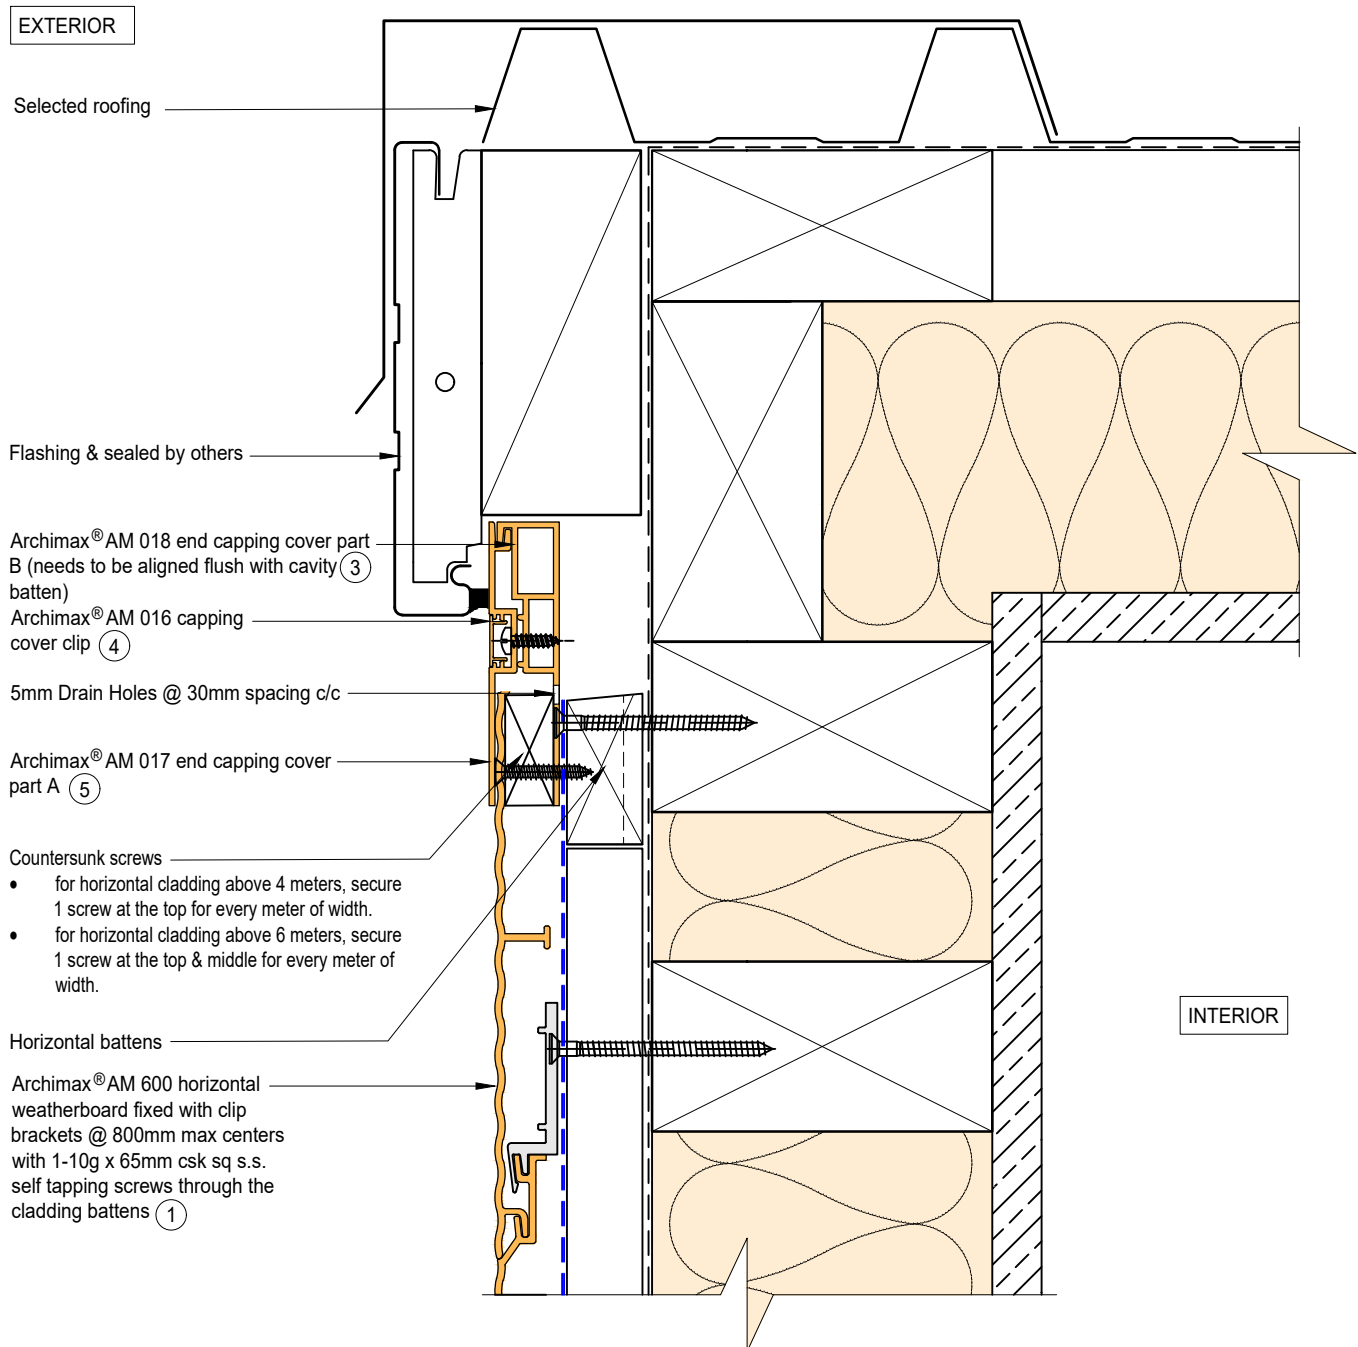 EXTERIOR
Selected roofing
Flashing & sealed by others
Archimax® AM 018 end capping cover part
B (needs to be aligned flush with cavity 3
batten)
Archimax® AM 016 capping
cover clip 4
5mm Drain Holes @ 30mm spacing c/c
Archimax® AM 017 end capping cover
part A 5
Countersunk screws
• for horizontal cladding above 4 meters, secure
1 screw at the top for every meter of width.
• for horizontal cladding above 6 meters, secure
1 screw at the top & middle for every meter of
width.
Horizontal battens
Archimax® AM 600 horizontal
weatherboard fixed with clip
brackets @ 800mm max centers
with 1-10g x 65mm csk sq s.s.
self tapping screws through the
cladding battens 1
INTERIOR